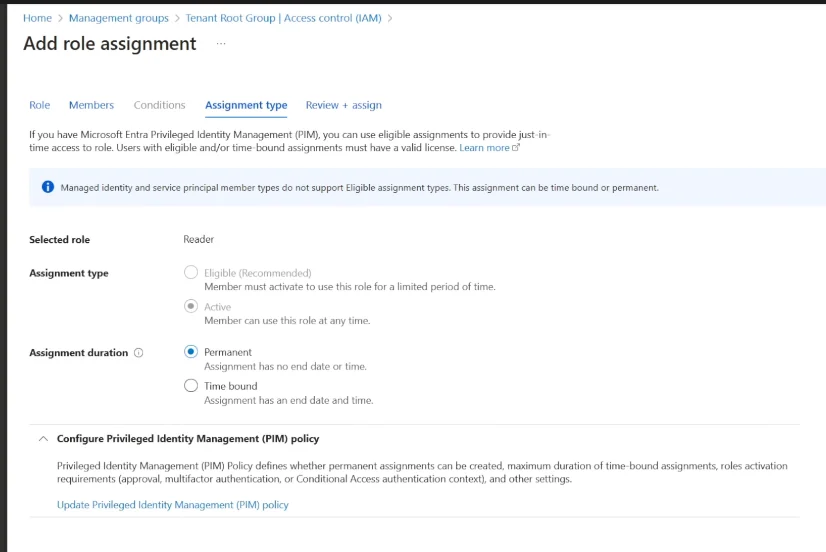 Home > Management groups > Tenant Root Group | Access control (IAM) >
Add role assignment ...
Role Members Conditions Assignment type Review + assign
If you have Microsoft Entra Privileged Identity Management (PIM), you can use eligible assignments to provide just-in-
time access to role. Users with eligible and/or time-bound assignments must have a valid license. Learn more
Managed identity and service principal member types do not support Eligible assignment types. This assignment can be time bound or permanent.
Selected role Reader
Assignment type Eligible (Recommended)
Member must activate to use this role for a limited period of time.
Active
Member can use this role at any time.
Assignment duration Permanent
Assignment has no end date or time.
Time bound
Assignment has an end date and time.
Configure Privileged Identity Management (PIM) policy
Privileged Identity Management (PIM) Policy defines whether permanent assignments can be created, maximum duration of time-bound assignments, roles activation
requirements (approval, multifactor authentication, or Conditional Access authentication context), and other settings.
Update Privileged Identity Management (PIM) policy